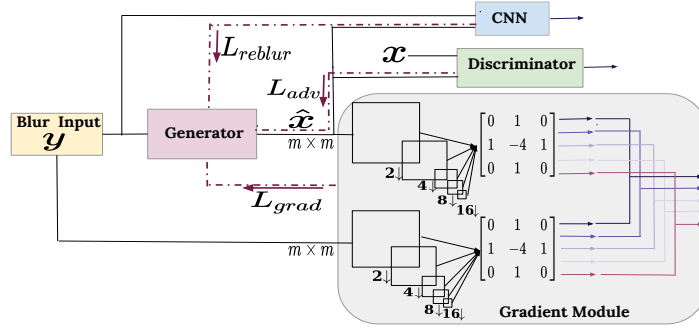 CNN
L_reblur
x
Discriminator
L_adv
Blur Input
y
Generator
x̂
m × m
0 1 0
1 −4 1
0 1 0
2↓
4↓
8↓
16↓
L_grad
m × m
0 1 0
1 −4 1
0 1 0
2↓
4↓
8↓
16↓
Gradient Module